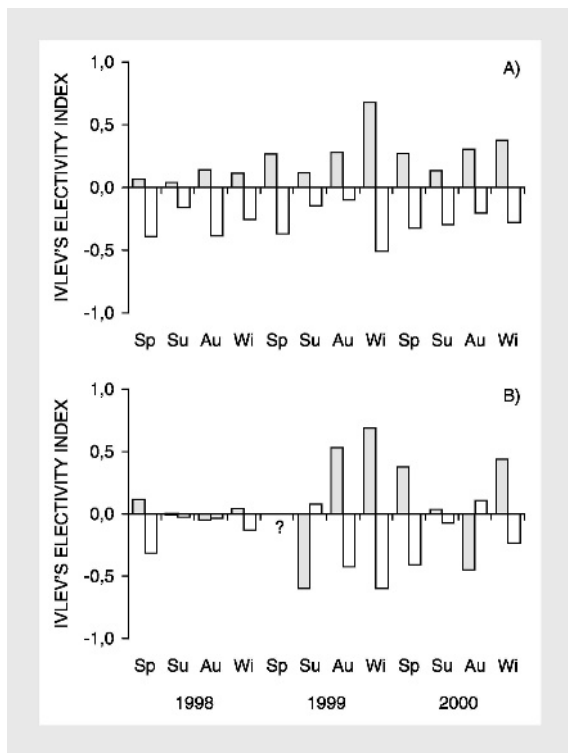 A)
IVLEV'S ELECTIVITY INDEX
1,0
0,5
0,0
-0,5
-1,0
Sp Su Au Wi Sp Su Au Wi Sp Su Au Wi
B)
IVLEV'S ELECTIVITY INDEX
1,0
0,5
0,0
?
-0,5
-1,0
Sp Su Au Wi Sp Su Au Wi Sp Su Au Wi
1998 1999 2000